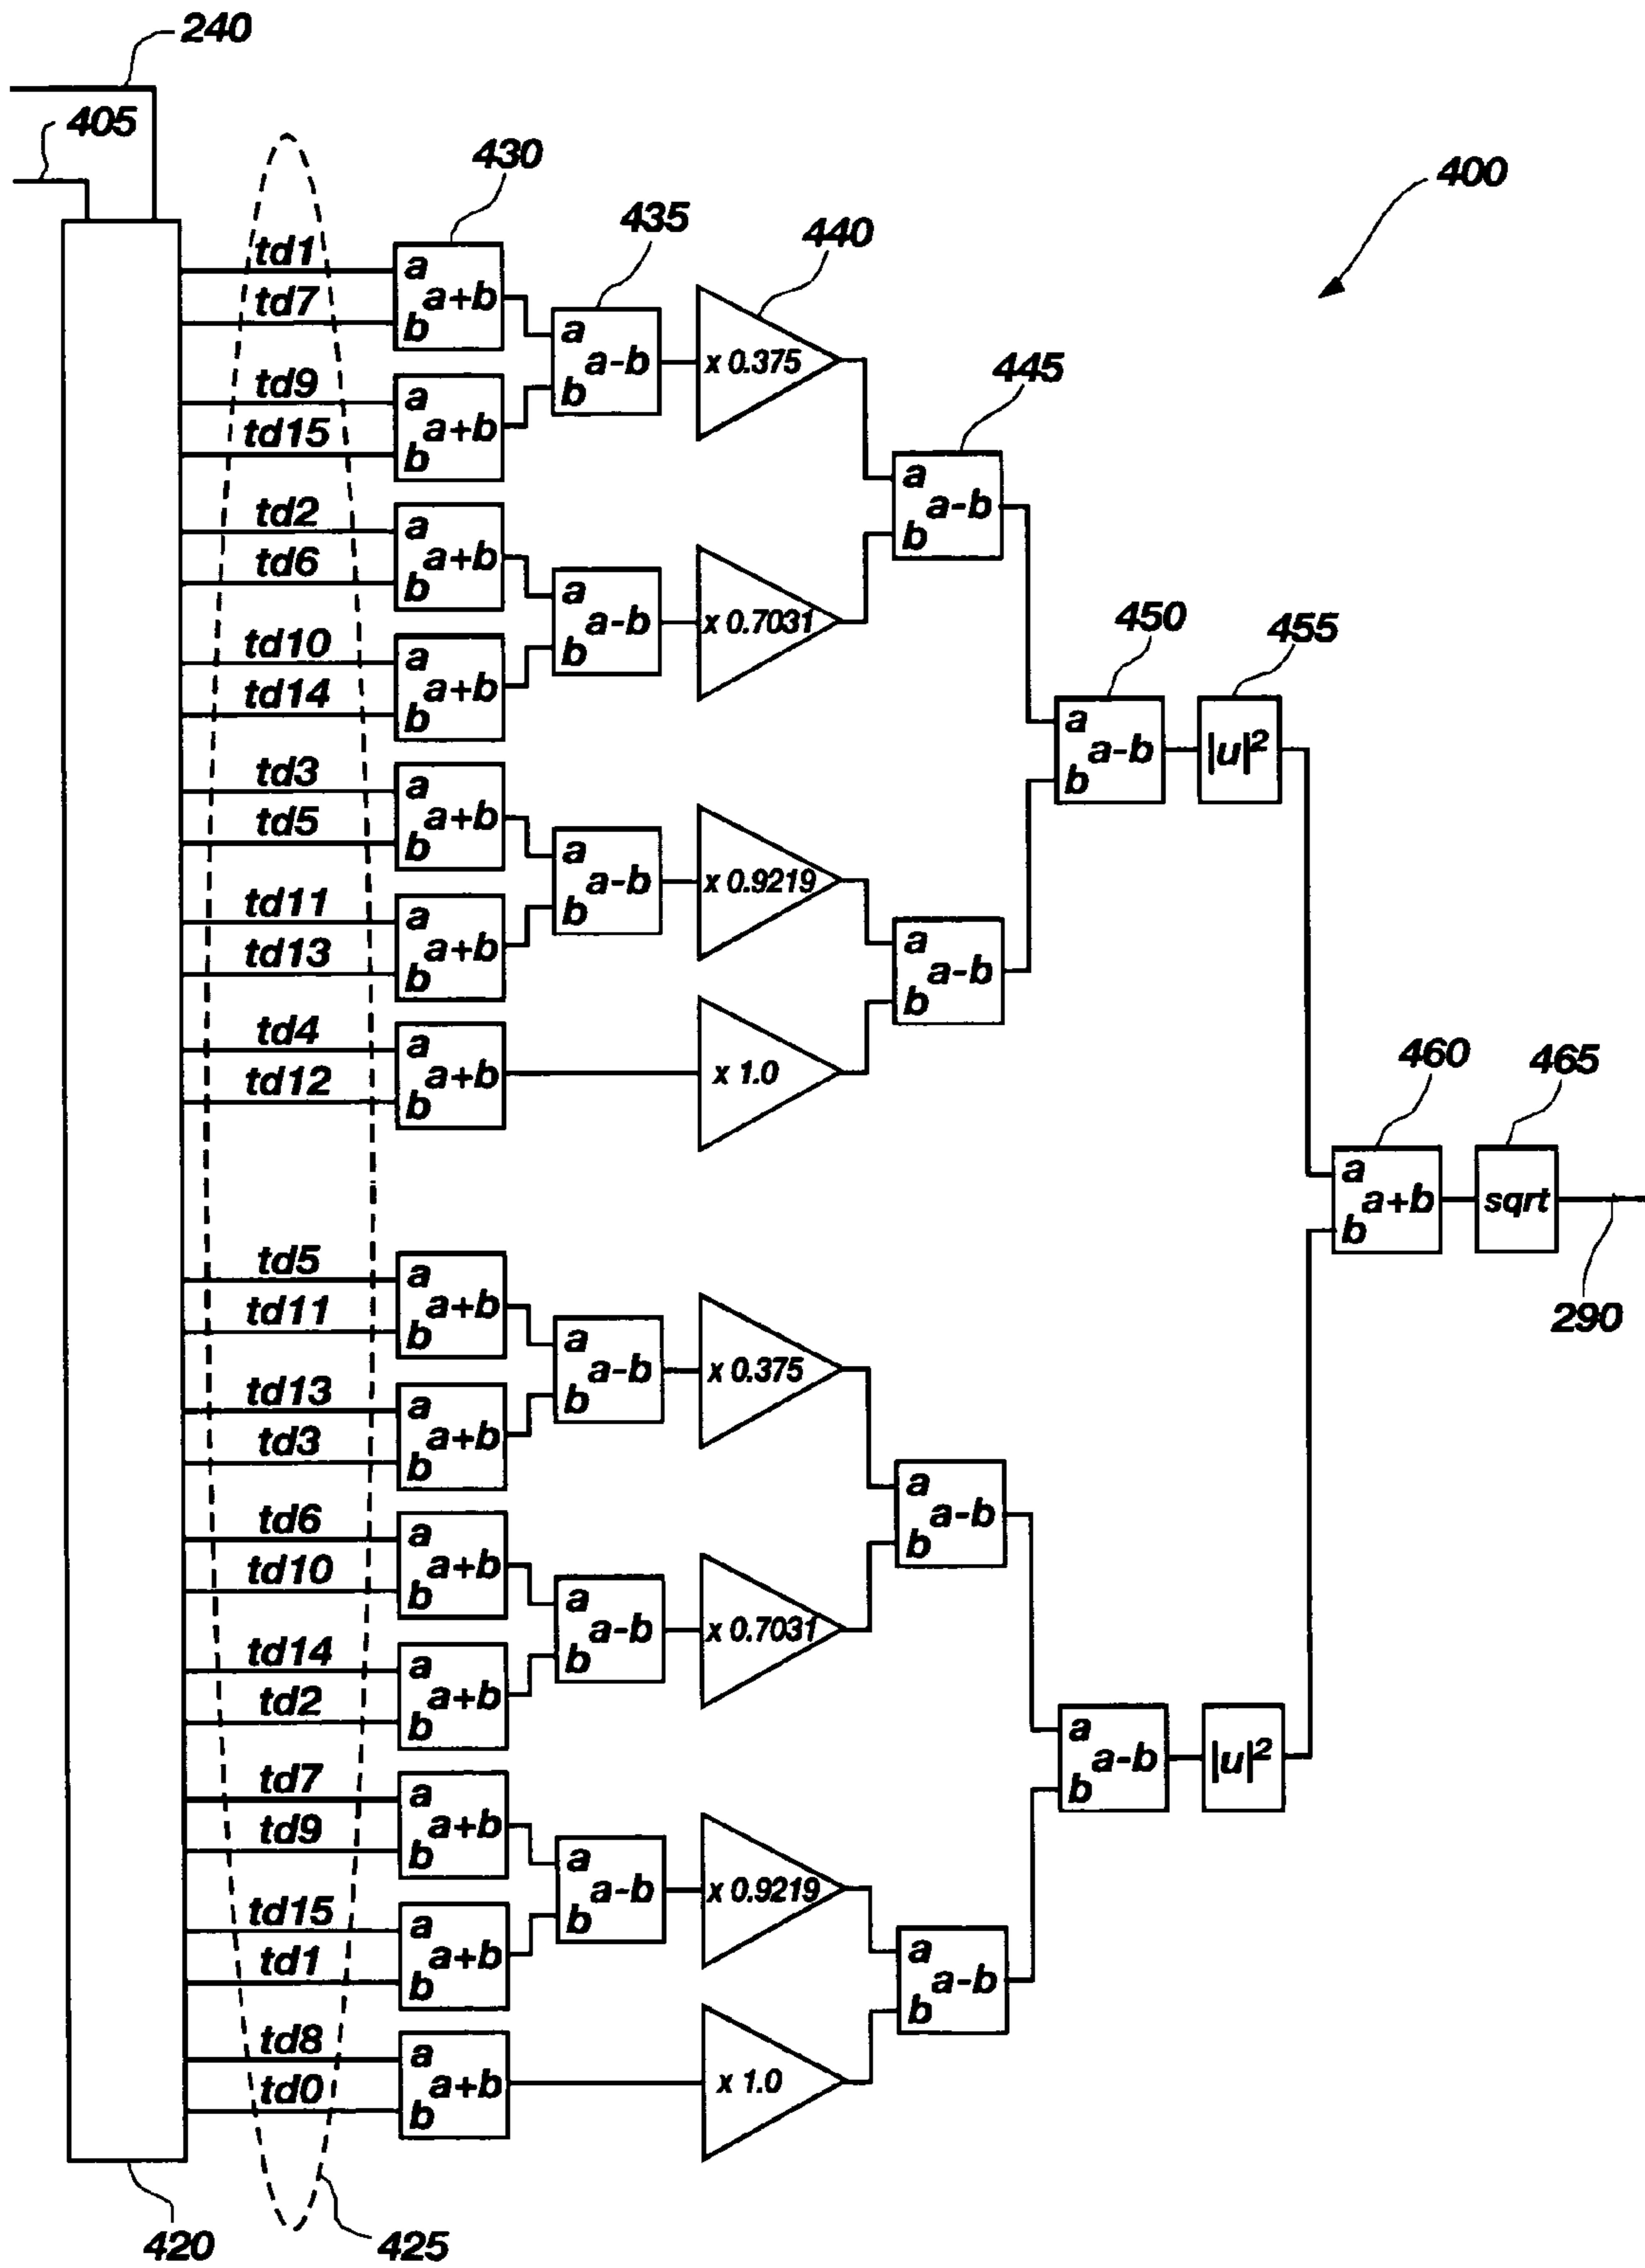 240
405
430
400
435
440
td1
a
a+b
td7
b
a
a-b
b
x 0.375
td9
a
a+b
td15
b
445
a
a-b
b
td2
a
a+b
td6
b
a
a-b
b
x 0.7031
td10
a
a+b
td14
b
450
455
a
a-b
b
|u|2
td3
a
a+b
td5
b
a
a-b
b
x 0.9219
td11
a
a+b
td13
b
a
a-b
b
td4
a
a+b
td12
b
x 1.0
460
465
a
a+b
b
sqrt
290
td5
a
a+b
td11
b
a
a-b
b
x 0.375
td13
a
a+b
td3
b
a
a-b
b
td6
a
a+b
td10
b
a
a-b
b
x 0.7031
td14
a
a+b
td2
b
a
a-b
b
|u|2
td7
a
a+b
td9
b
a
a-b
b
x 0.9219
td15
a
a+b
td1
b
a
a-b
b
td8
a
a+b
td0
b
x 1.0
420
425